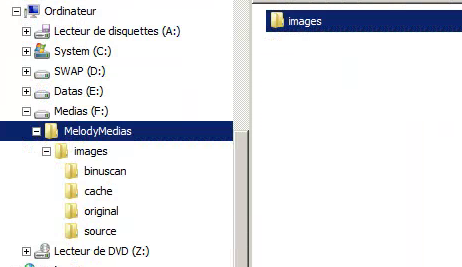 Ordinateur
Lecteur de disquettes (A:)
System (C:)
SWAP (D:)
Datas (E:)
Medias (F:)
MelodyMedias
images
binuscan
cache
original
source
Lecteur de DVD (Z:)
images